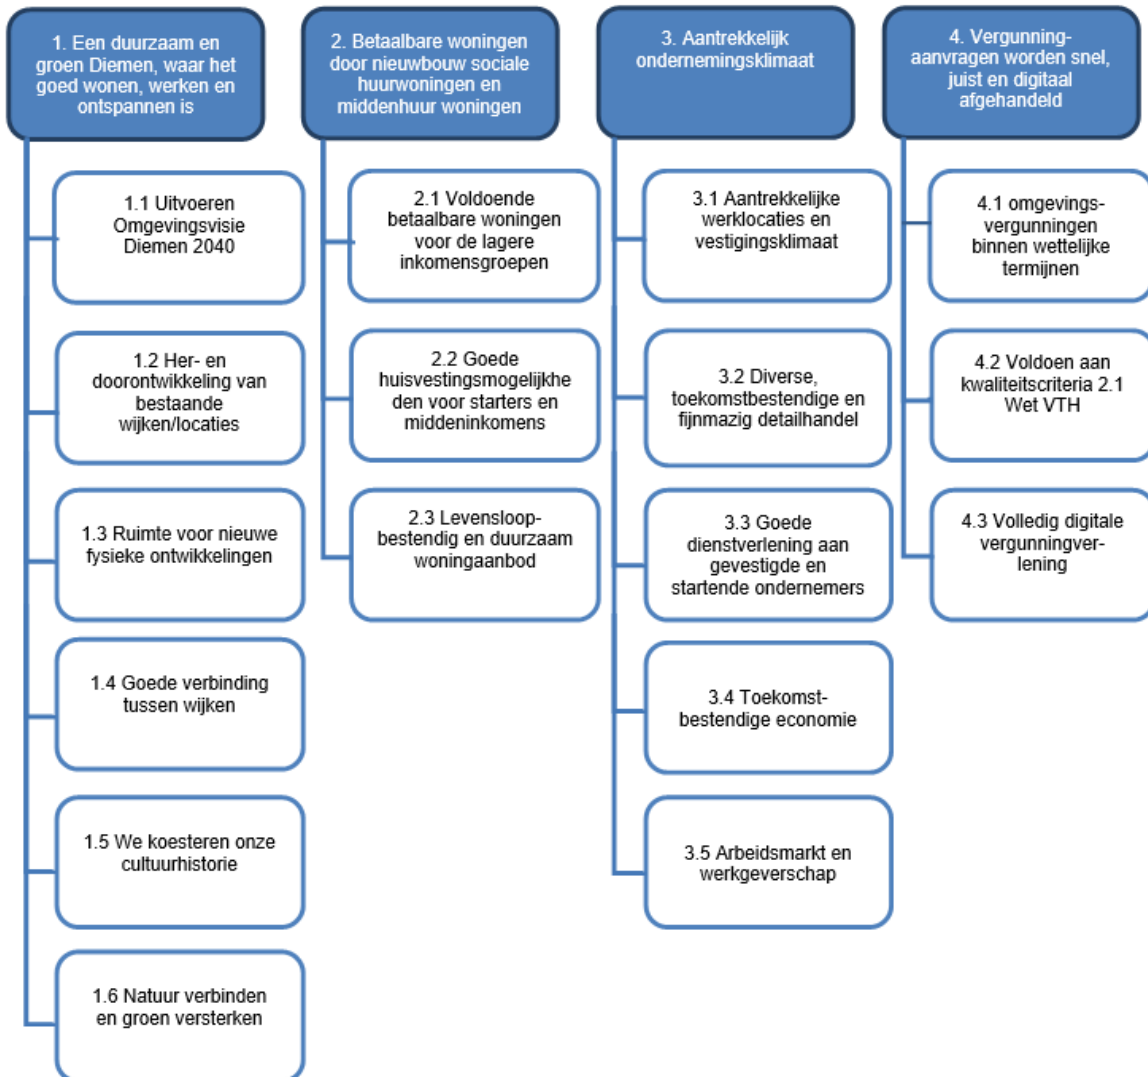 1. Een duurzaam en
groen Diemen, waar het
goed wonen, werken en
ontspannen is
1.1 Uitvoeren
Omgevingsvisie
Diemen 2040
1.2 Her- en
doorontwikkeling van
bestaande
wijken/locaties
1.3 Ruimte voor nieuwe
fysieke ontwikkelingen
1.4 Goede verbinding
tussen wijken
1.5 We koesteren onze
cultuurhistorie
1.6 Natuur verbinden
en groen versterken
2. Betaalbare woningen
door nieuwbouw sociale
huurwoningen en
middenhuur woningen
2.1 Voldoende
betaalbare woningen
voor de lagere
inkomensgroepen
2.2 Goede
huisvestingsmogelijkhe
den voor starters en
middeninkomens
2.3 Levensloop-
bestendig en duurzaam
woningaanbod
3. Aantrekkelijk
ondernemingsklimaat
3.1 Aantrekkelijke
werklocaties en
vestigingsklimaat
3.2 Diverse,
toekomstbestendige en
fijnmazig detailhandel
3.3 Goede
dienstverlening aan
gevestigde en
startende ondernemers
3.4 Toekomst-
bestendige economie
3.5 Arbeidsmarkt en
werkgeverschap
4. Vergunning-
aanvragen worden snel,
juist en digitaal
afgehandeld
4.1 omgevings-
vergunningen
binnen wettelijke
termijnen
4.2 Voldoen aan
kwaliteitscriteria 2.1
Wet VTH
4.3 Volledig digitale
vergunningver-
lening